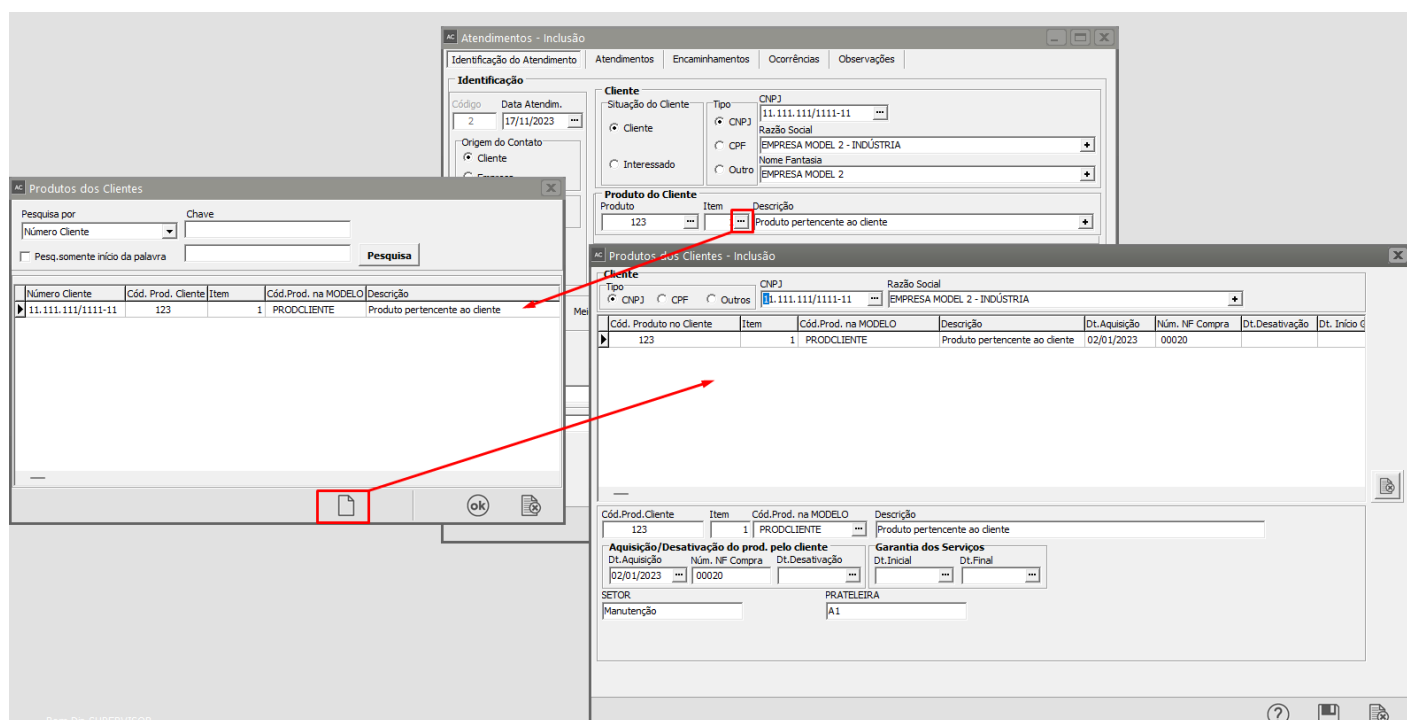 AC Atendimentos - Inclusão
Identificação do Atendimento Atendimentos Encaminhamentos Ocorrências Observações
Identificação
Código Data Atendim.
2 17/11/2023 ...
Origem do Contato
Cliente
Cliente
Situação do Cliente
Cliente
Interessado
Tipo
CNPJ
CPF
Outro
CNPJ
11.111.111/1111-11 ...
Razão Social
EMPRESA MODEL 2 - INDÚSTRIA +
Nome Fantasia
EMPRESA MODEL 2 +
Produto do Cliente
Produto Item Descrição
123 ... ... Produto pertencente ao cliente +
AC Produtos dos Clientes
Pesquisa por Chave
Número Cliente
Pesq.somente início da palavra Pesquisa
Número Cliente Cód. Prod. Cliente Item Cód.Prod. na MODELO Descrição
11.111.111/1111-11 123 1 PRODCLIENTE Produto pertencente ao cliente
ok
Mei
AC Produtos dos Clientes - Inclusão
Cliente
Tipo
CNPJ CPF Outros
CNPJ Razão Social
11.111.111/1111-11 ... EMPRESA MODEL 2 - INDÚSTRIA +
Cód. Produto no Cliente Item Cód.Prod. na MODELO Descrição Dt.Aquisição Núm. NF Compra Dt.Desativação Dt. Início G
123 1 PRODCLIENTE Produto pertencente ao cliente 02/01/2023 00020
Cód.Prod.Cliente Item Cód.Prod. na MODELO Descrição
123 1 PRODCLIENTE ... Produto pertencente ao cliente
Aquisição/Desativação do prod. pelo cliente Garantia dos Serviços
Dt.Aquisição Núm. NF Compra Dt.Desativação Dt.Inicial Dt.Final
02/01/2023 ... 00020 ... ... ...
SETOR PRATELEIRA
Manutenção A1
?